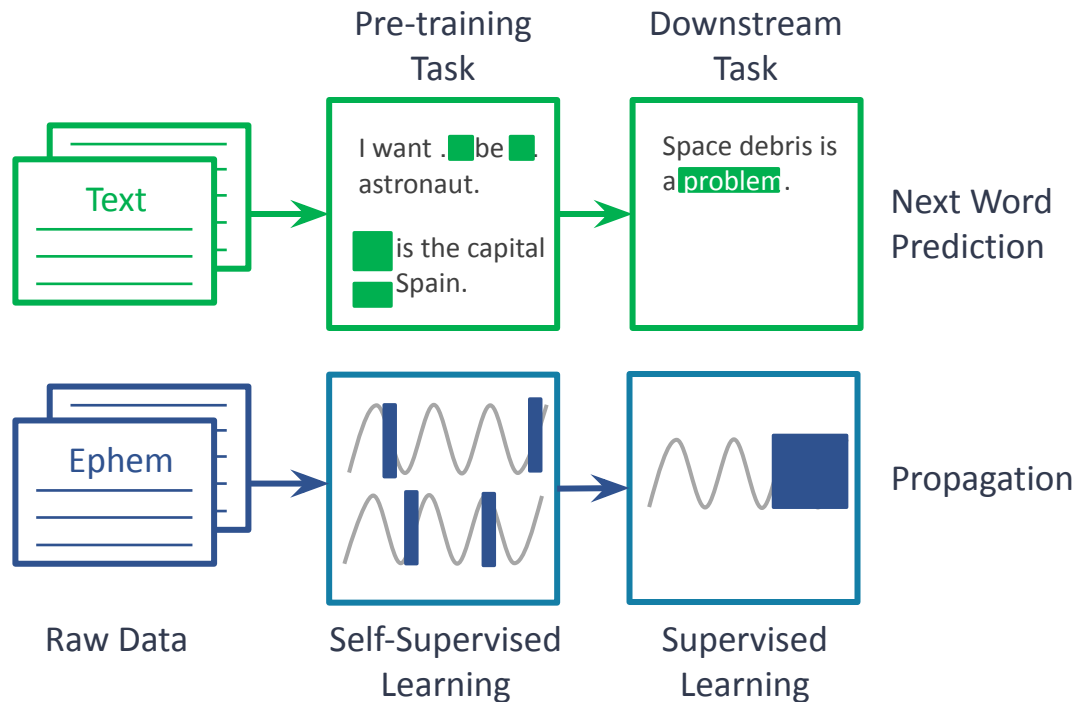 Pre-training
Task
Downstream
Task
Text
I want . be .
astronaut.
is the capital
Spain.
Space debris is
a problem.
Next Word
Prediction
Ephem
Propagation
Raw Data
Self-Supervised
Learning
Supervised
Learning